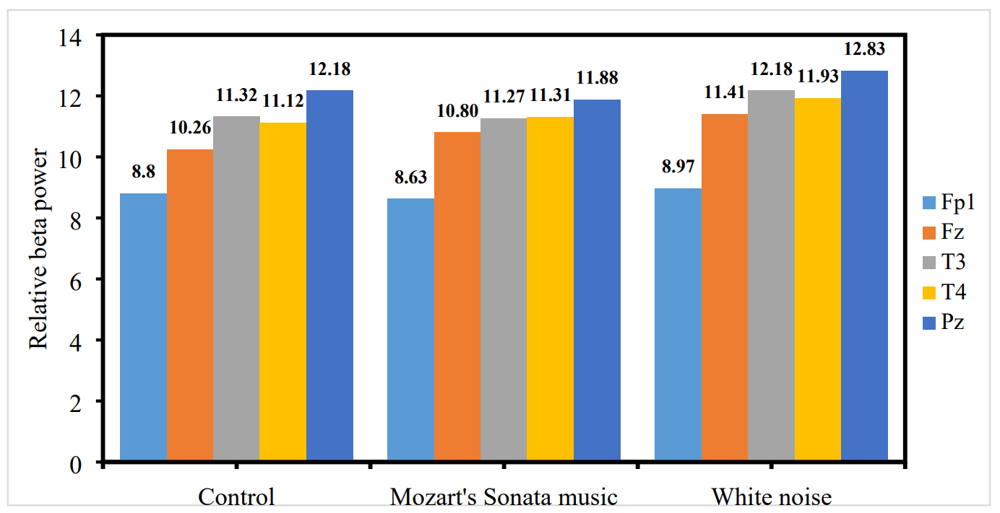 Relative beta power
14
12
10
8
6
4
2
0
8.8
10.26
11.32
11.12
12.18
8.63
10.80
11.27
11.31
11.88
8.97
11.41
12.18
11.93
12.83
Control
Mozart's Sonata music
White noise
Fp1
Fz
T3
T4
Pz